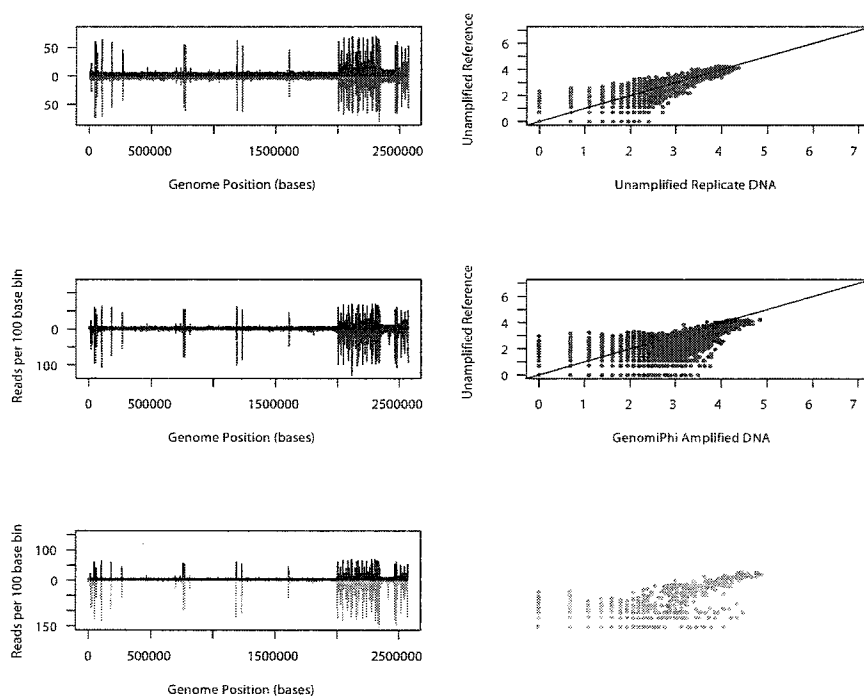 50
0
50
0 500000 1500000 2500000
Genome Position (bases)
Unamplified Reference
6
4
2
0
0 1 2 3 4 5 6 7
Unamplified Replicate DNA
Reads per 100 base bin
0
100
0 500000 1500000 2500000
Genome Position (bases)
Unamplified Reference
6
4
2
0
0 1 2 3 4 5 6 7
GenomiPhi Amplified DNA
Reads per 100 base bin
100
0
150
0 500000 1500000 2500000
Genome Position (bases)